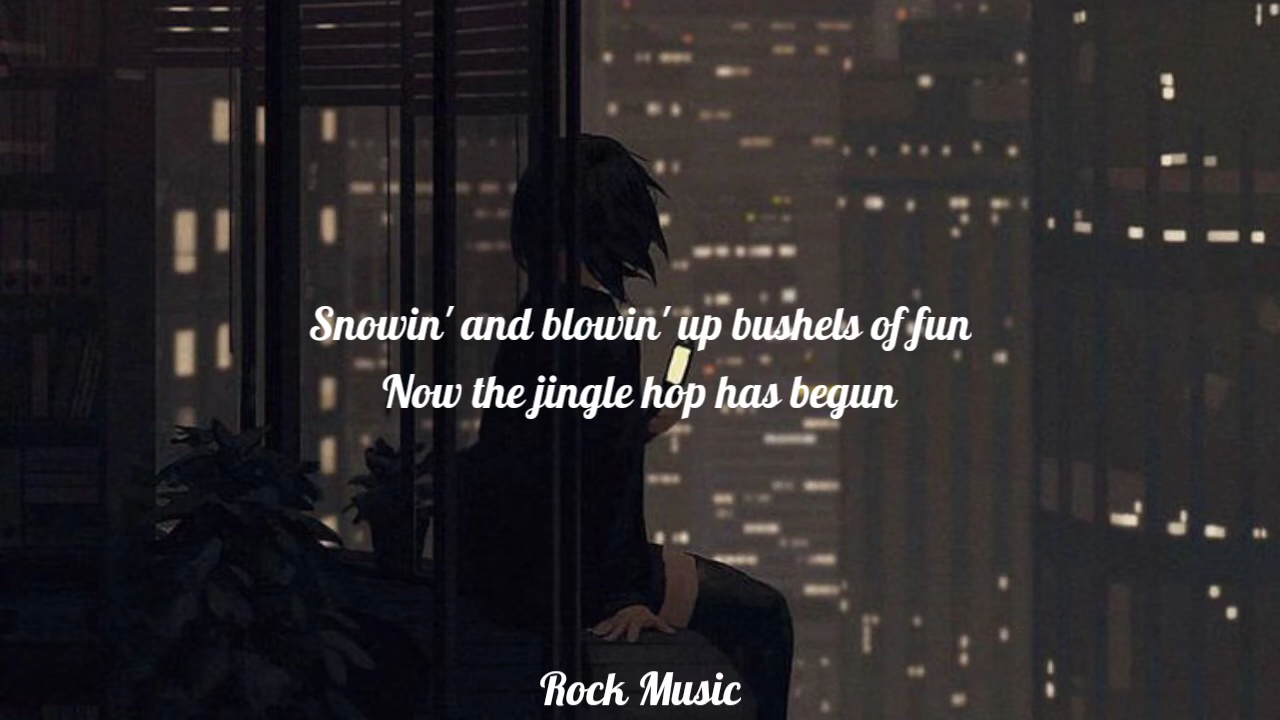 Snowin' and blowin' up bushels of fun
Now the jingle hop has begun
Rock Music